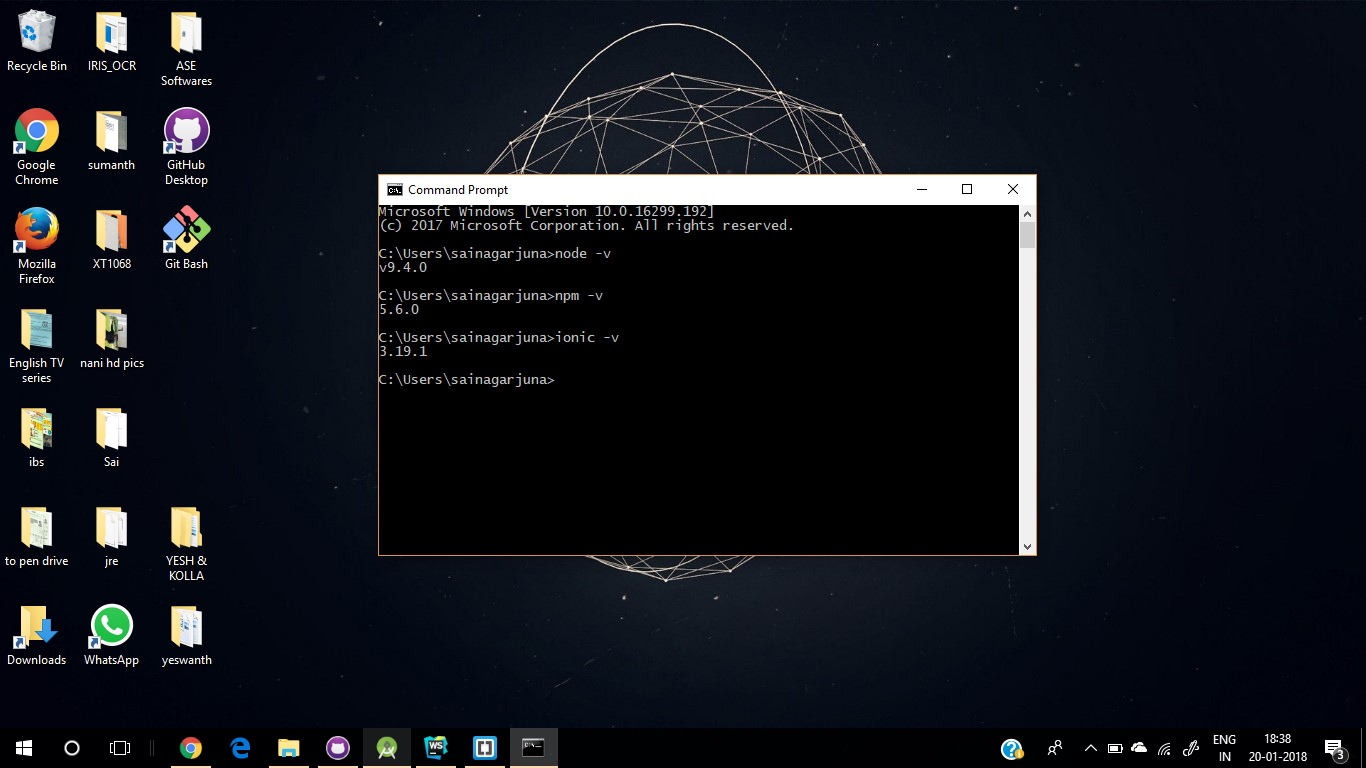 Recycle Bin
IRIS_OCR
ASE
Softwares
Google
Chrome
sumanth
GitHub
Desktop
Mozilla
Firefox
XT1068
Git Bash
English TV
series
nani hd pics
ibs
Sai
to pen drive
jre
YESH &
KOLLA
Downloads
WhatsApp
yeswanth
Command Prompt
Microsoft Windows [Version 10.0.16299.192]
(c) 2017 Microsoft Corporation. All rights reserved.
C:\Users\sainagarjuna>node -v
v9.4.0
C:\Users\sainagarjuna>npm -v
5.6.0
C:\Users\sainagarjuna>ionic -v
3.19.1
C:\Users\sainagarjuna>
WS
ENG
IN
18:38
20-01-2018
3